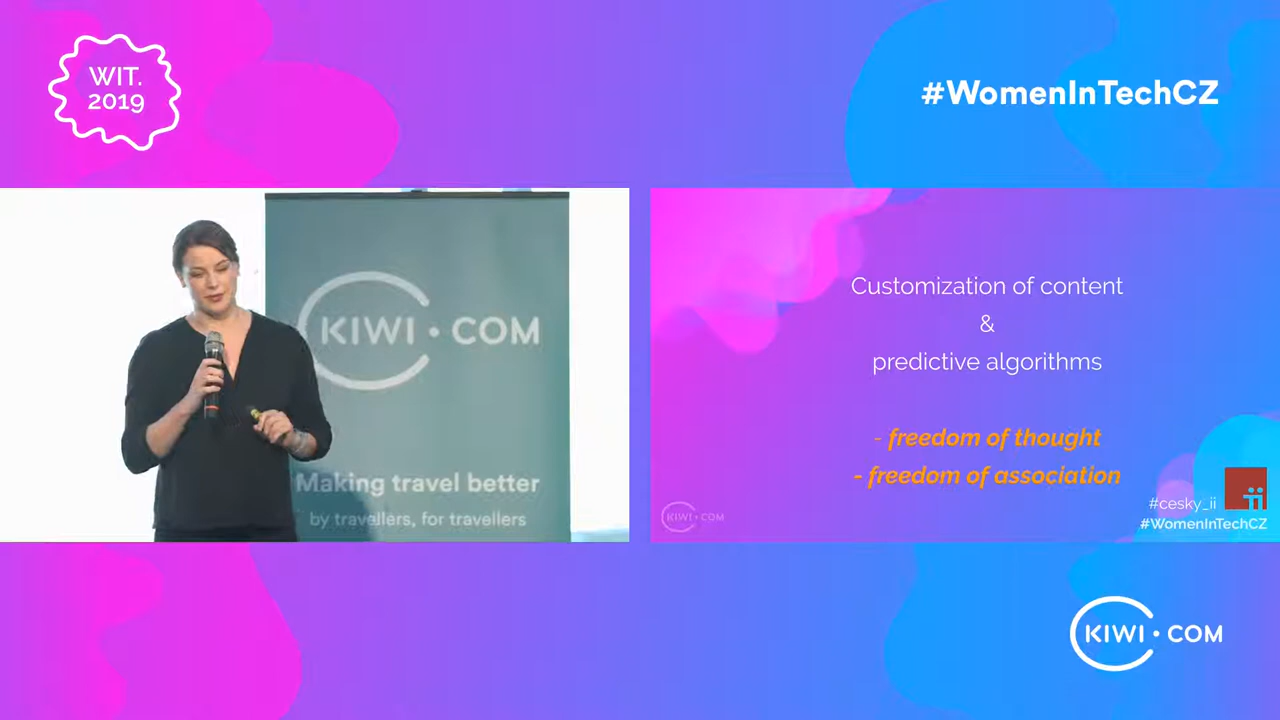 WIT.
2019
#WomenInTechCZ
KIWI.COM
Making travel better
by travellers, for travellers
Customization of content
&
predictive algorithms
- freedom of thought
- freedom of association
#cesky_ii
ii
#WomenInTechCZ
KIWI.COM
KIWI.COM